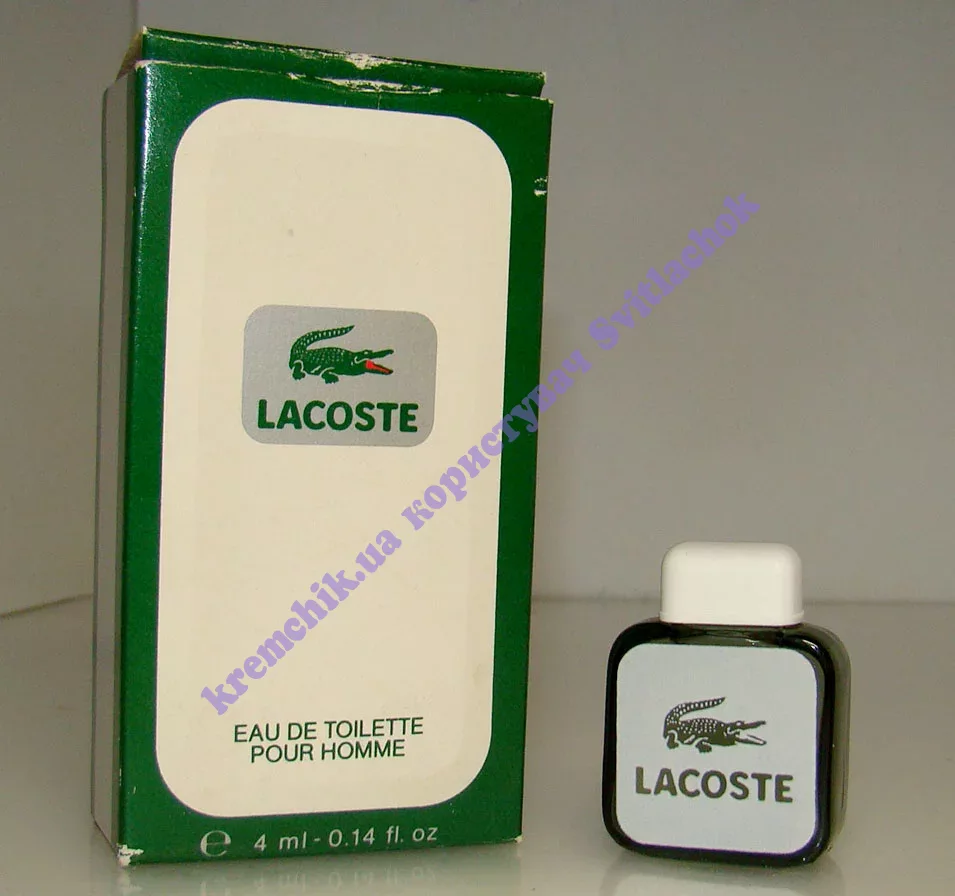 LACOSTE
EAU DE TOILETTE
POUR HOMME
e 4 ml - 0.14 fl. oz
LACOSTE
kremchik.ua користувач Svitlachok